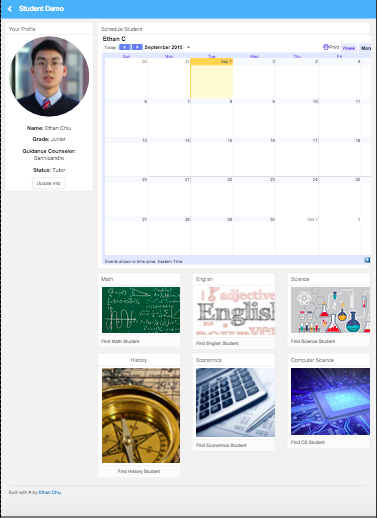 Student Demo
Your Profile
Name: Ethan Chiu
Grade: Junior
Guidance Counselor:
Sannicandro
Status: Tutor
Update Info
Schedule Student
Ethan C
Today September 2015 Print Week Mon
Sun Mon Tue Wed Thu Fri
30 31 Sep 1 2 3 4
6 7 8 9 10 11
13 14 15 16 17 18
20 21 22 23 24 25
27 28 29 30 Oct 1 2
Events shown in time zone: Eastern Time
Math
Find Math Student
English
adjective
English
Find English Student
Science
Find Science Student
History
Find History Student
Economics
Find Economics Student
Computer Science
Find CS Student
Built with # by Ethan Chiu